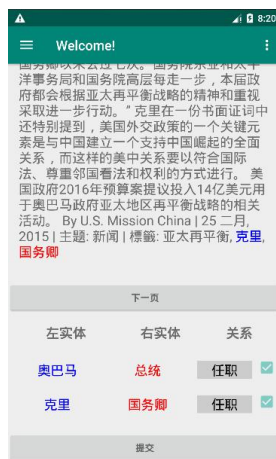 8:20
Welcome!
国务卿以来去过七次。国务院东亚和太平
洋事务局和国务院高层每走一步，本届政
府都会根据亚太再平衡战略的精神和重视
采取进一步行动。” 克里在一份书面证词中
还特别提到，美国外交政策的一个关键元
素是与中国建立一个支持中国崛起的全面
关系，而这样的美中关系要以符合国际
法、尊重邻国看法和权利的方式进行。 美
国政府2016年预算案提议投入14亿美元用
于奥巴马政府亚太地区再平衡战略的相关
活动。 By U.S. Mission China | 25 二月,
2015 | 主题: 新闻 | 標籤: 亚太再平衡, 克里,
国务卿
下一页
左实体 右实体 关系
奥巴马 总统 任职
克里 国务卿 任职
提交